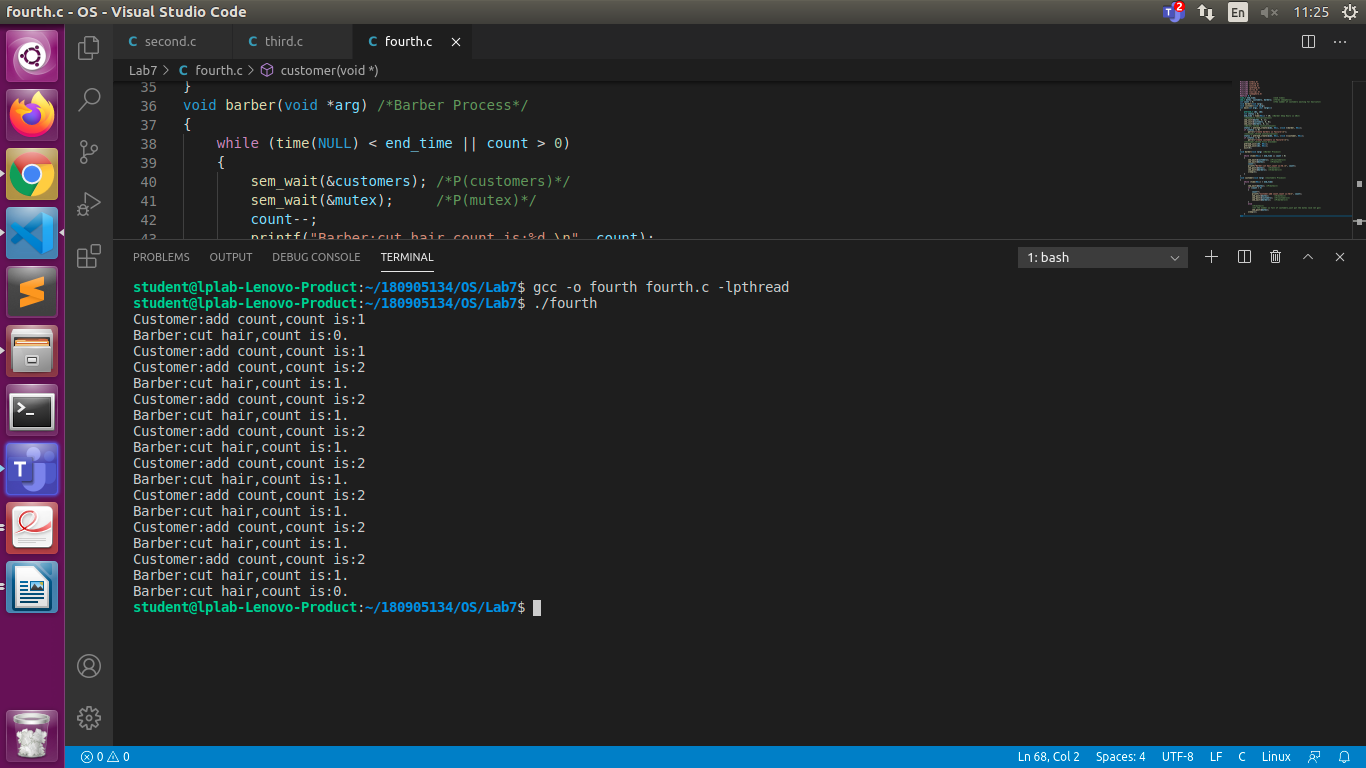 fourth.c - OS - Visual Studio Code
2
En
11:25
C second.c
C third.c
C fourth.c
Lab7 > C fourth.c > customer(void *)
35 }
36 void barber(void *arg) /*Barber Process*/
37 {
38 while (time(NULL) < end_time || count > 0)
39 {
40 sem_wait(&customers); /*P(customers)*/
41 sem_wait(&mutex); /*P(mutex)*/
42 count--;
43 printf("Barber:cut hair,count is:%d.\n", count);
PROBLEMS OUTPUT DEBUG CONSOLE TERMINAL
1: bash
student@lplab-Lenovo-Product:~/180905134/OS/Lab7$ gcc -o fourth fourth.c -lpthread
student@lplab-Lenovo-Product:~/180905134/OS/Lab7$ ./fourth
Customer:add count,count is:1
Barber:cut hair,count is:0.
Customer:add count,count is:1
Customer:add count,count is:2
Barber:cut hair,count is:1.
Customer:add count,count is:2
Barber:cut hair,count is:1.
Customer:add count,count is:2
Barber:cut hair,count is:1.
Customer:add count,count is:2
Barber:cut hair,count is:1.
Customer:add count,count is:2
Barber:cut hair,count is:1.
Customer:add count,count is:2
Barber:cut hair,count is:1.
Customer:add count,count is:2
Barber:cut hair,count is:1.
Barber:cut hair,count is:0.
student@lplab-Lenovo-Product:~/180905134/OS/Lab7$
0 0
Ln 68, Col 2 Spaces: 4 UTF-8 LF C Linux